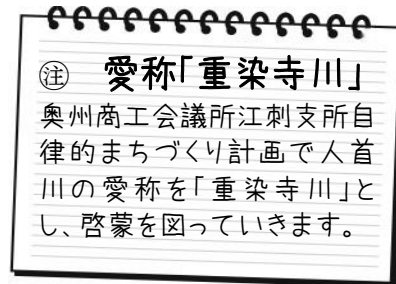 ㊟ 愛称「重染寺川」
奥州商工会議所江刺支所自
律的まちづくり計画で人首
川の愛称を「重染寺川」と
し、啓蒙を図っていきます。